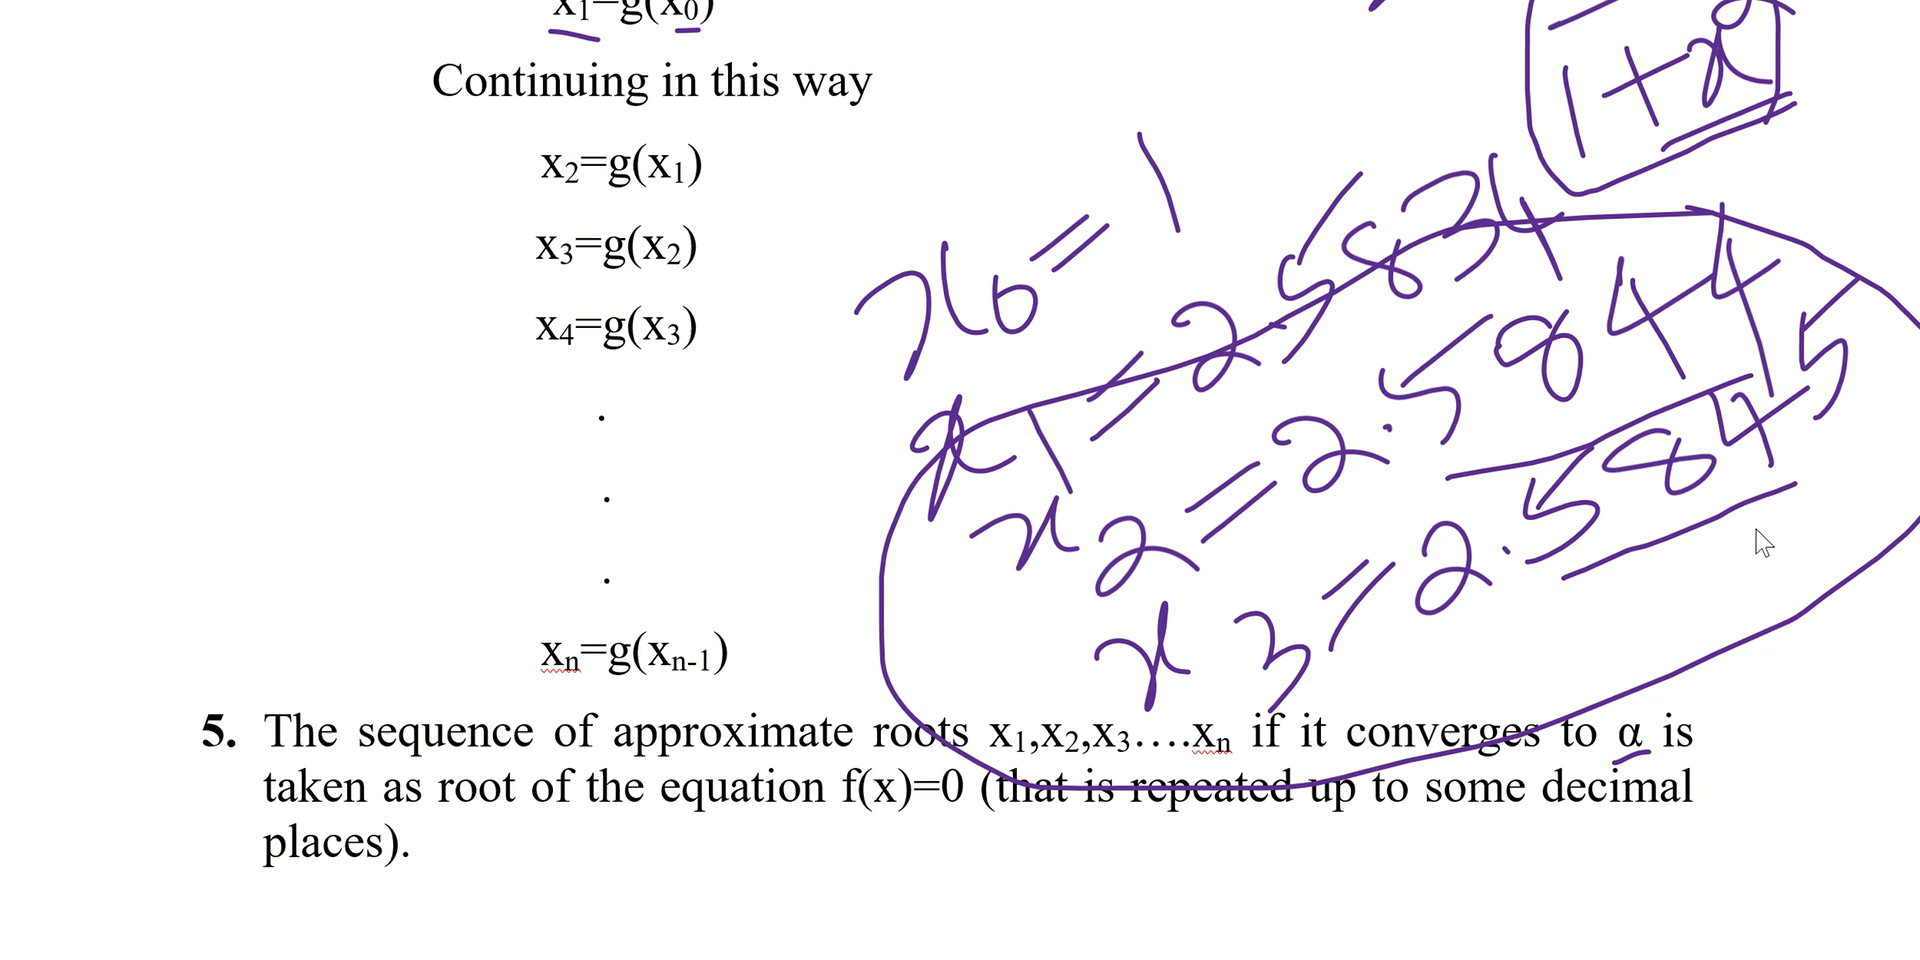 x1=g(x0)
Continuing in this way
x2=g(x1)
x3=g(x2)
x4=g(x3)
.
.
.
xn=g(xn-1)
5. The sequence of approximate roots x1,x2,x3....xn if it converges to α is
taken as root of the equation f(x)=0 (that is repeated up to some decimal
places).
1+x
x0=1
x1=2.5834
x2=2.5844
x3=2.5845